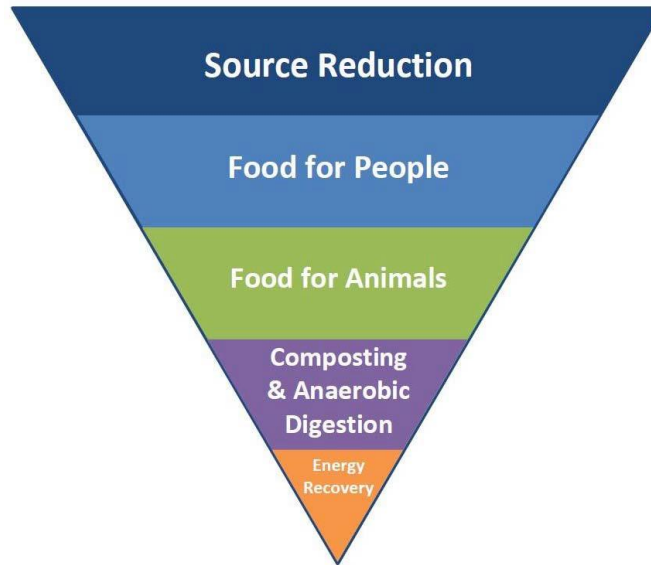 Source Reduction
Food for People
Food for Animals
Composting
& Anaerobic
Digestion
Energy
Recovery